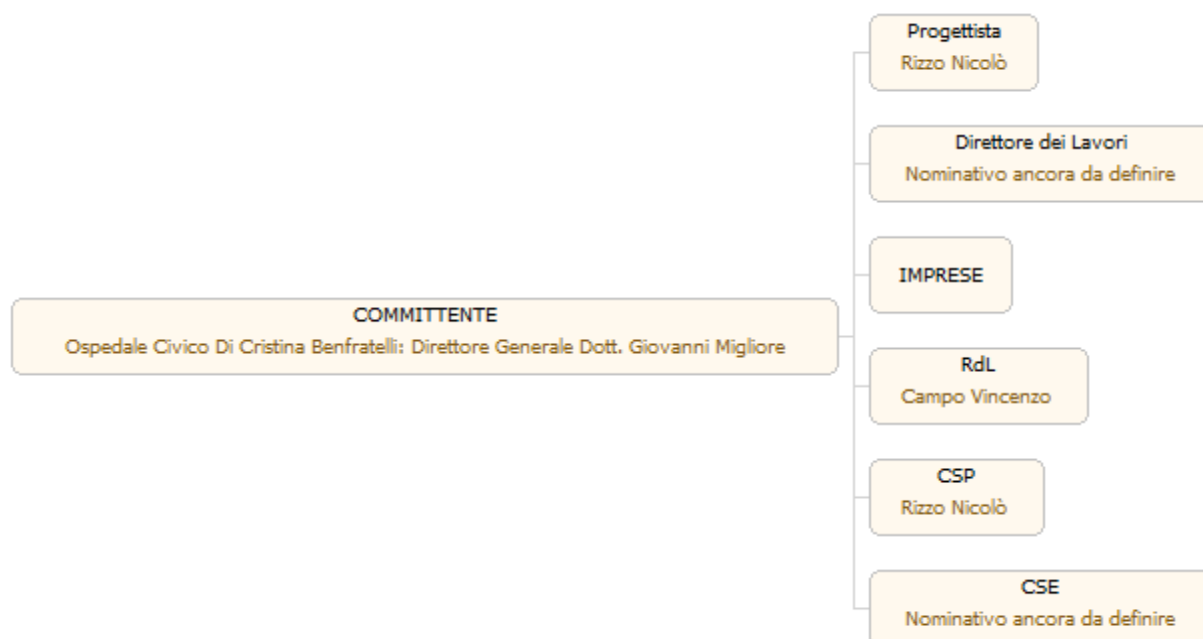 Progettista
Rizzo Nicolò
Direttore dei Lavori
Nominativo ancora da definire
IMPRESE
COMMITTENTE
Ospedale Civico Di Cristina Benfratelli: Direttore Generale Dott. Giovanni Migliore
RdL
Campo Vincenzo
CSP
Rizzo Nicolò
CSE
Nominativo ancora da definire